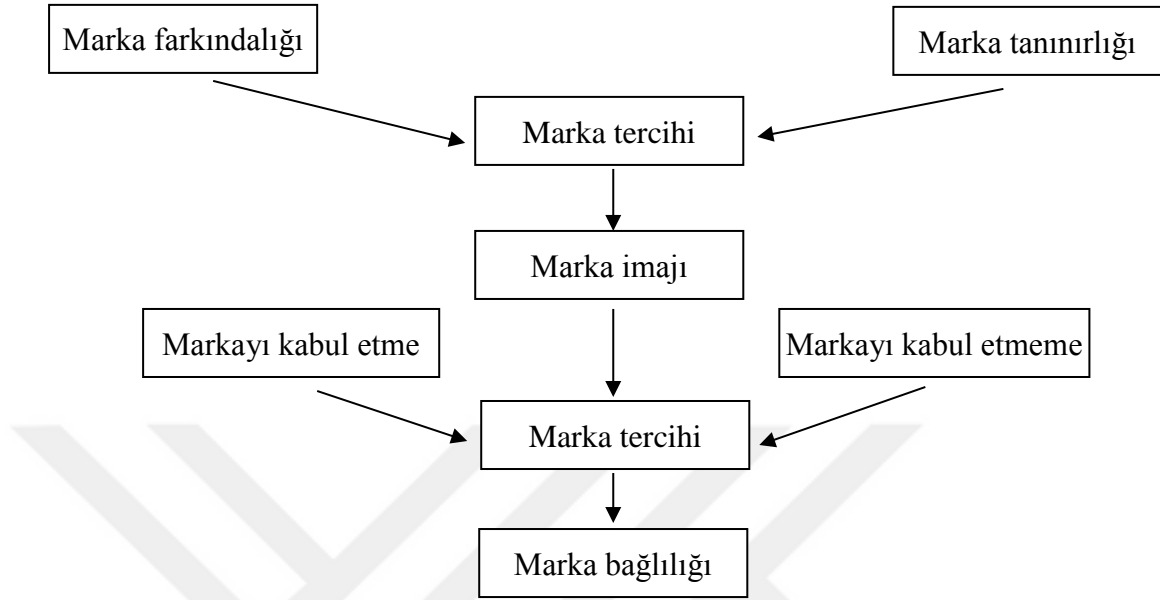 Marka farkındalığı
Marka tanınırlığı
Marka tercihi
Marka imajı
Markayı kabul etme
Markayı kabul etmeme
Marka tercihi
Marka bağlılığı